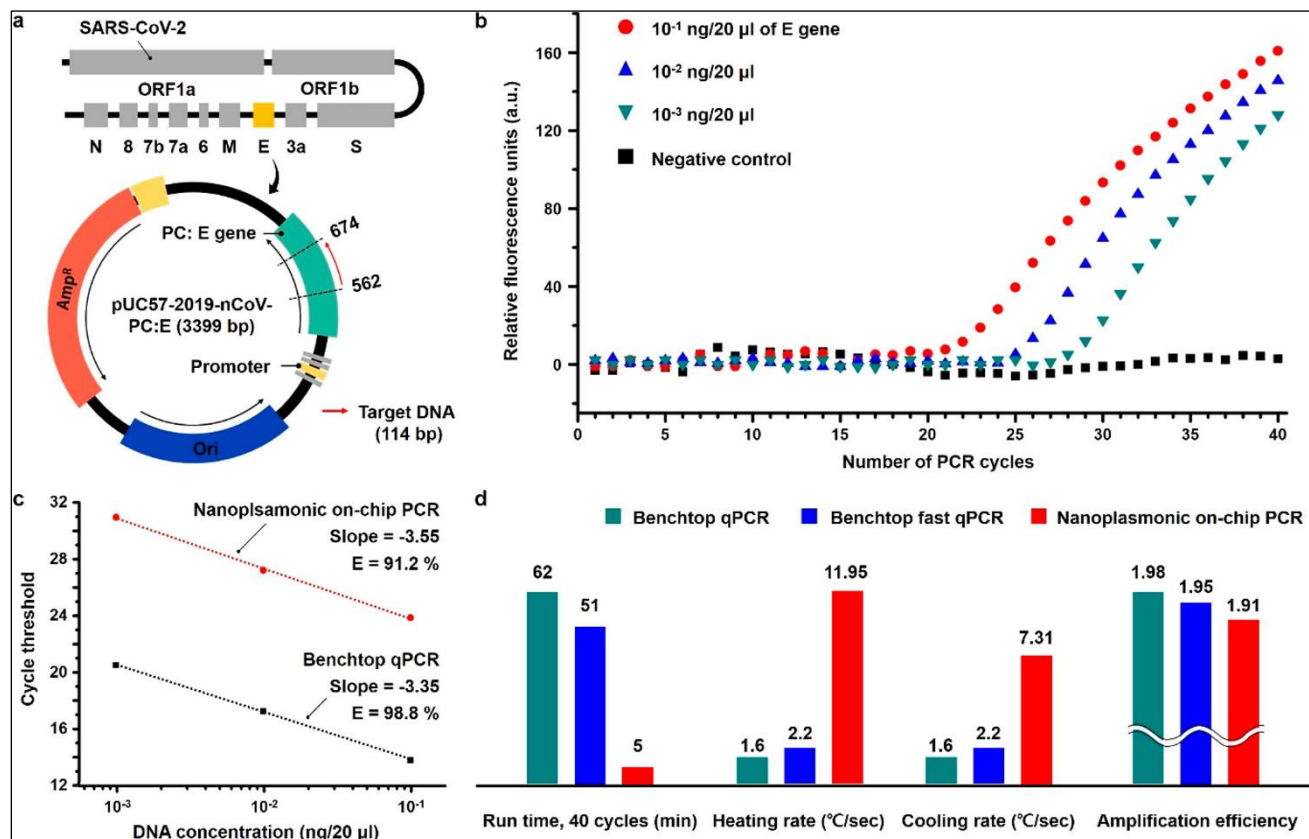 a
SARS-CoV-2
ORF1a
ORF1b
N 8 7b 7a 6 M E 3a S
PC: E gene
674
562
Amp^R
pUC57-2019-nCoV-
PC:E (3399 bp)
Promoter
Ori
Target DNA
(114 bp)
b
Relative fluorescence units (a.u.)
160
120
80
40
0
10⁻¹ ng/20 µl of E gene
10⁻² ng/20 µl
10⁻³ ng/20 µl
Negative control
0 5 10 15 20 25 30 35 40
Number of PCR cycles
c
Cycle threshold
32
28
24
20
16
12
Nanoplsamonic on-chip PCR
Slope = -3.55
E = 91.2 %
Benchtop qPCR
Slope = -3.35
E = 98.8 %
10⁻³ 10⁻² 10⁻¹
DNA concentration (ng/20 µl)
d
Benchtop qPCR Benchtop fast qPCR Nanoplasmonic on-chip PCR
62 51 5
1.6 2.2 11.95
1.6 2.2 7.31
1.98 1.95 1.91
Run time, 40 cycles (min) Heating rate (℃/sec) Cooling rate (℃/sec) Amplification efficiency